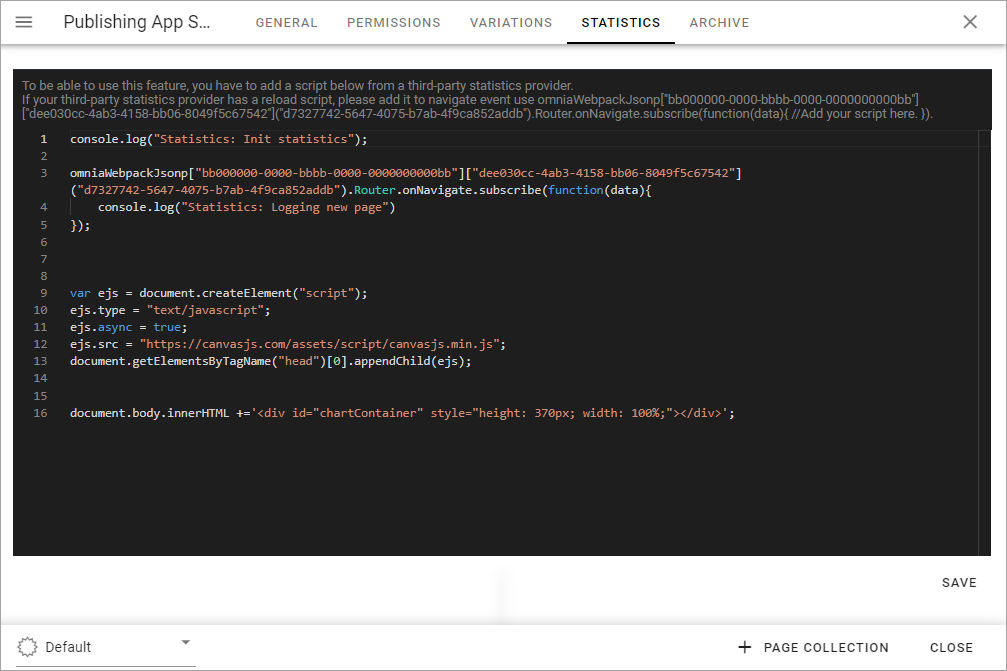 Publishing App S...
GENERAL
PERMISSIONS
VARIATIONS
STATISTICS
ARCHIVE
To be able to use this feature, you have to add a script below from a third-party statistics provider.
If your third-party statistics provider has a reload script, please add it to navigate event use omniaWebpackJsonp["bb000000-0000-bbbb-0000-0000000000bb"]
["dee030cc-4ab3-4158-bb06-8049f5c67542"]("d7327742-5647-4075-b7ab-4f9ca852addb").Router.onNavigate.subscribe(function(data){ //Add your script here. }).
1 console.log("Statistics: Init statistics");
2
3 omniaWebpackJsonp["bb000000-0000-bbbb-0000-0000000000bb"]["dee030cc-4ab3-4158-bb06-8049f5c67542"]
("d7327742-5647-4075-b7ab-4f9ca852addb").Router.onNavigate.subscribe(function(data){
4 console.log("Statistics: Logging new page")
5 });
6
7
8
9 var ejs = document.createElement("script");
10 ejs.type = "text/javascript";
11 ejs.async = true;
12 ejs.src = "https://canvasjs.com/assets/script/canvasjs.min.js";
13 document.getElementsByTagName("head")[0].appendChild(ejs);
14
15
16 document.body.innerHTML +='<div id="chartContainer" style="height: 370px; width: 100%;"></div>';
SAVE
Default
PAGE COLLECTION
CLOSE